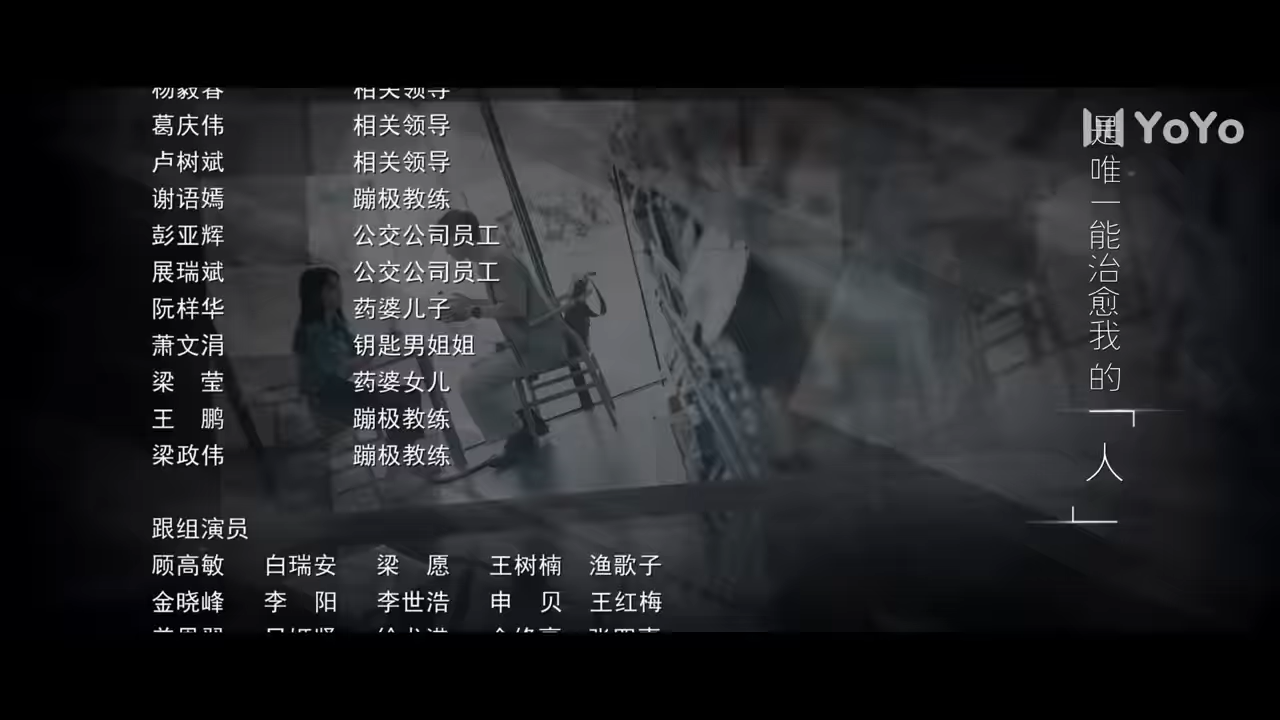 葛庆伟 相关领导
卢树斌 相关领导
谢语嫣 蹦极教练
彭亚辉 公交公司员工
展瑞斌 公交公司员工
阮样华 药婆儿子
萧文涓 钥匙男姐姐
梁 莹 药婆女儿
王 鹏 蹦极教练
梁政伟 蹦极教练
跟组演员
顾高敏 白瑞安 梁 愿 王树楠 渔歌子
金晓峰 李 阳 李世浩 申 贝 王红梅
YoYo
是唯一能治愈我的
「人」